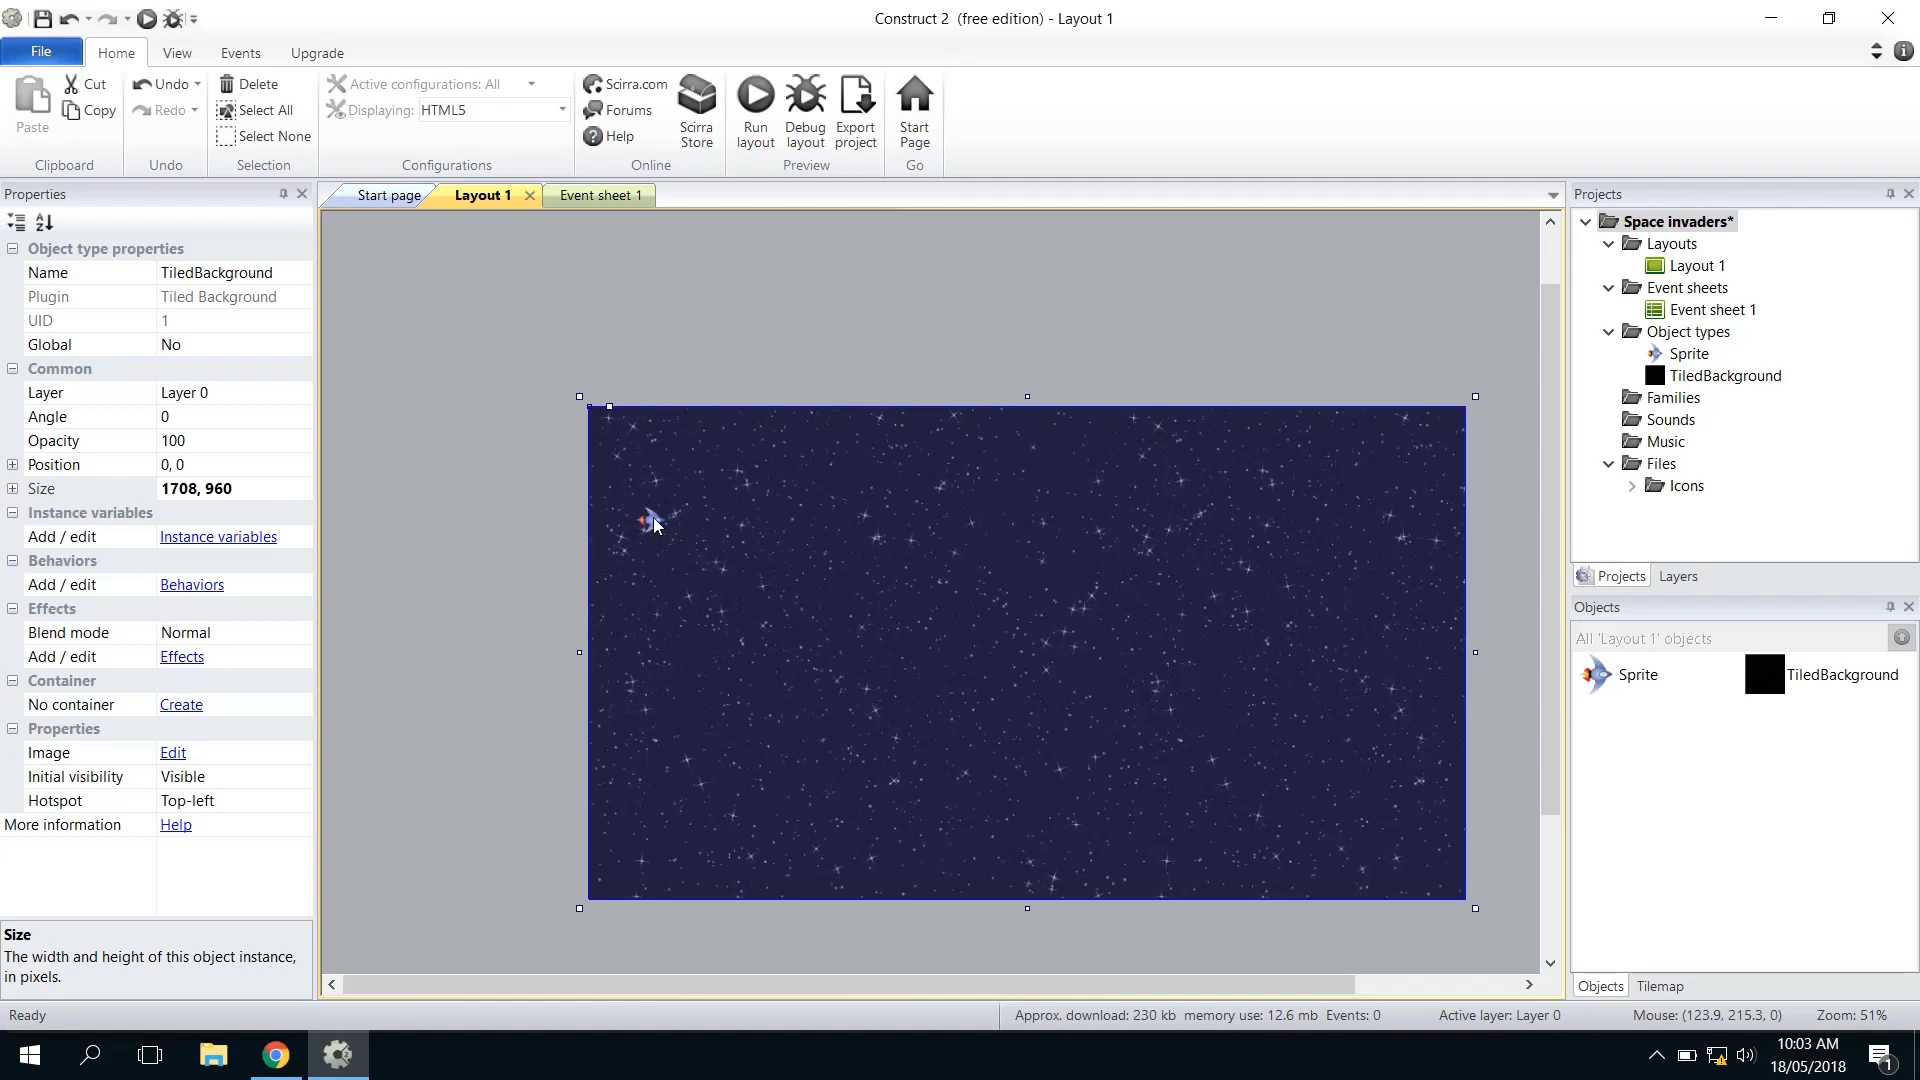 Construct 2 (free edition) - Layout 1
File
Home
View
Events
Upgrade
Paste
Cut
Copy
Clipboard
Undo
Redo
Undo
Delete
Select All
Select None
Selection
Active configurations: All
Displaying: HTML5
Configurations
Scirra.com
Forums
Help
Scirra
Store
Online
Run
layout
Debug
layout
Export
project
Preview
Start
Page
Go
Properties
Start page
Layout 1
Event sheet 1
Object type properties
Name TiledBackground
Plugin Tiled Background
UID 1
Global No
Common
Layer Layer 0
Angle 0
Opacity 100
Position 0, 0
Size 1708, 960
Instance variables
Add / edit Instance variables
Behaviors
Add / edit Behaviors
Effects
Blend mode Normal
Add / edit Effects
Container
No container Create
Properties
Image Edit
Initial visibility Visible
Hotspot Top-left
More information Help
Size
The width and height of this object instance,
in pixels.
Projects
Space invaders*
Layouts
Layout 1
Event sheets
Event sheet 1
Object types
Sprite
TiledBackground
Families
Sounds
Music
Files
Icons
Projects
Layers
Objects
All 'Layout 1' objects
Sprite
TiledBackground
Objects
Tilemap
Ready
Approx. download: 230 kb memory use: 12.6 mb Events: 0
Active layer: Layer 0
Mouse: (123.9, 215.3, 0)
Zoom: 51%
10:03 AM
18/05/2018
1